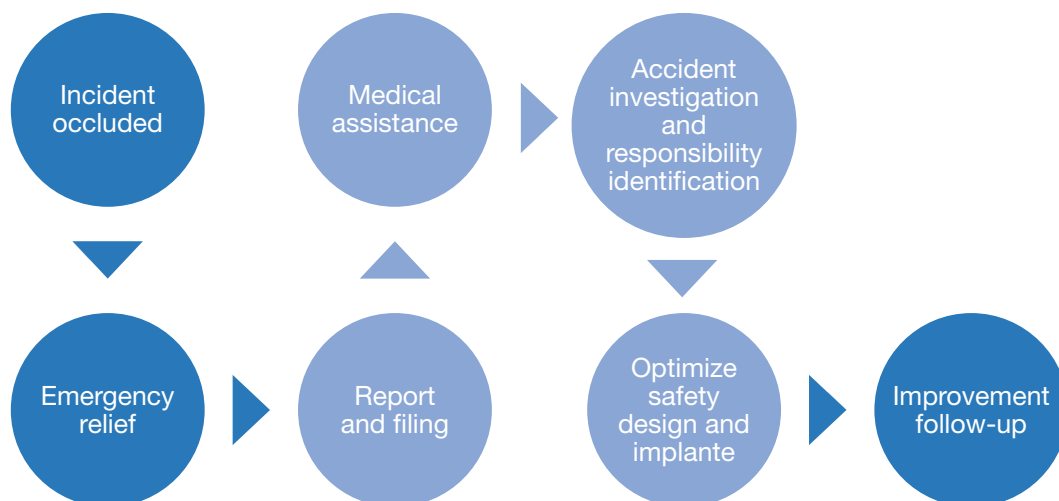 Incident
occluded
Emergency
relief
Report
and filing
Medical
assistance
Accident
investigation
and
responsibility
identification
Optimize
safety
design and
implante
Improvement
follow-up